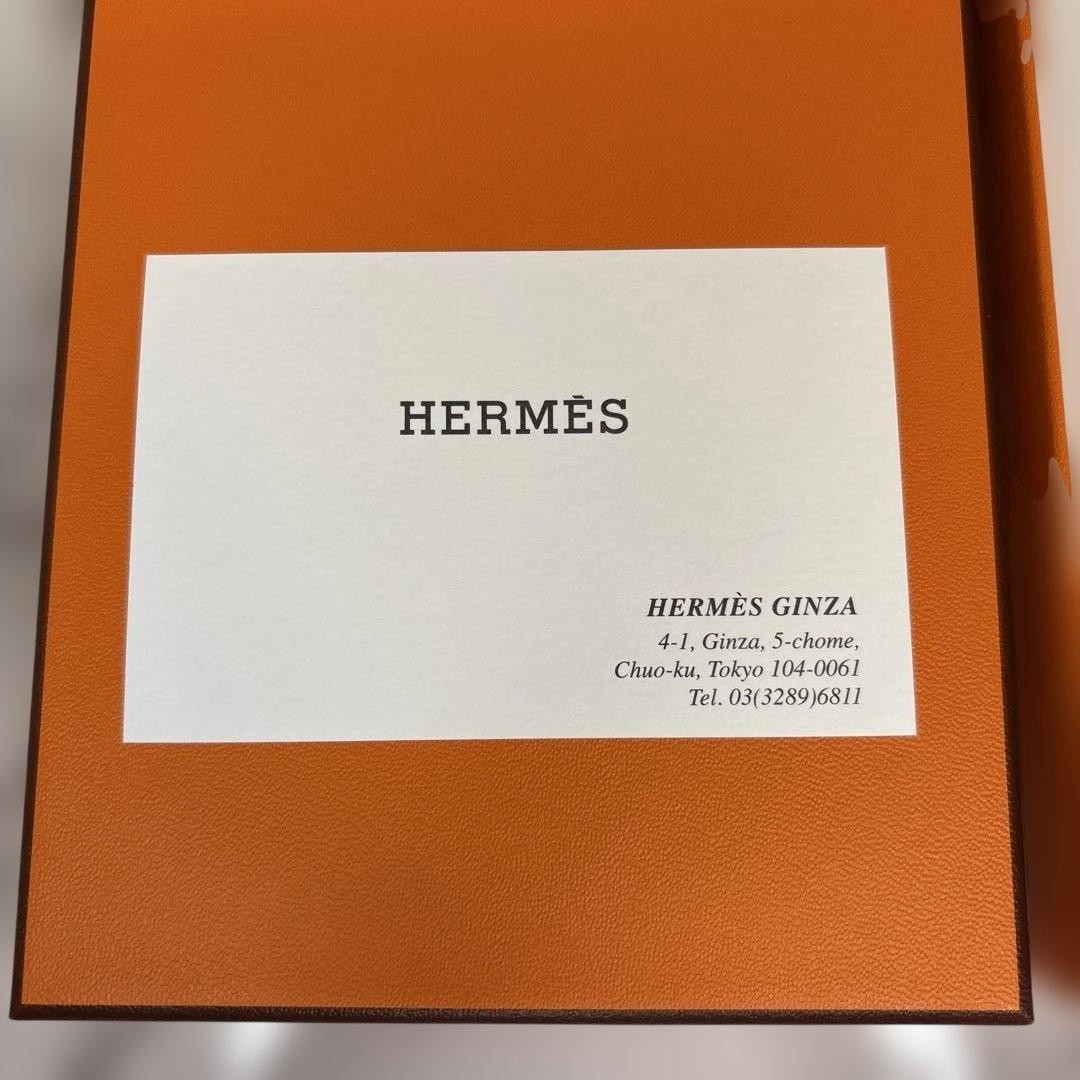 HERMÈS
HERMÈS GINZA
4-1, Ginza, 5-chome,
Chuo-ku, Tokyo 104-0061
Tel. 03(3289)6811